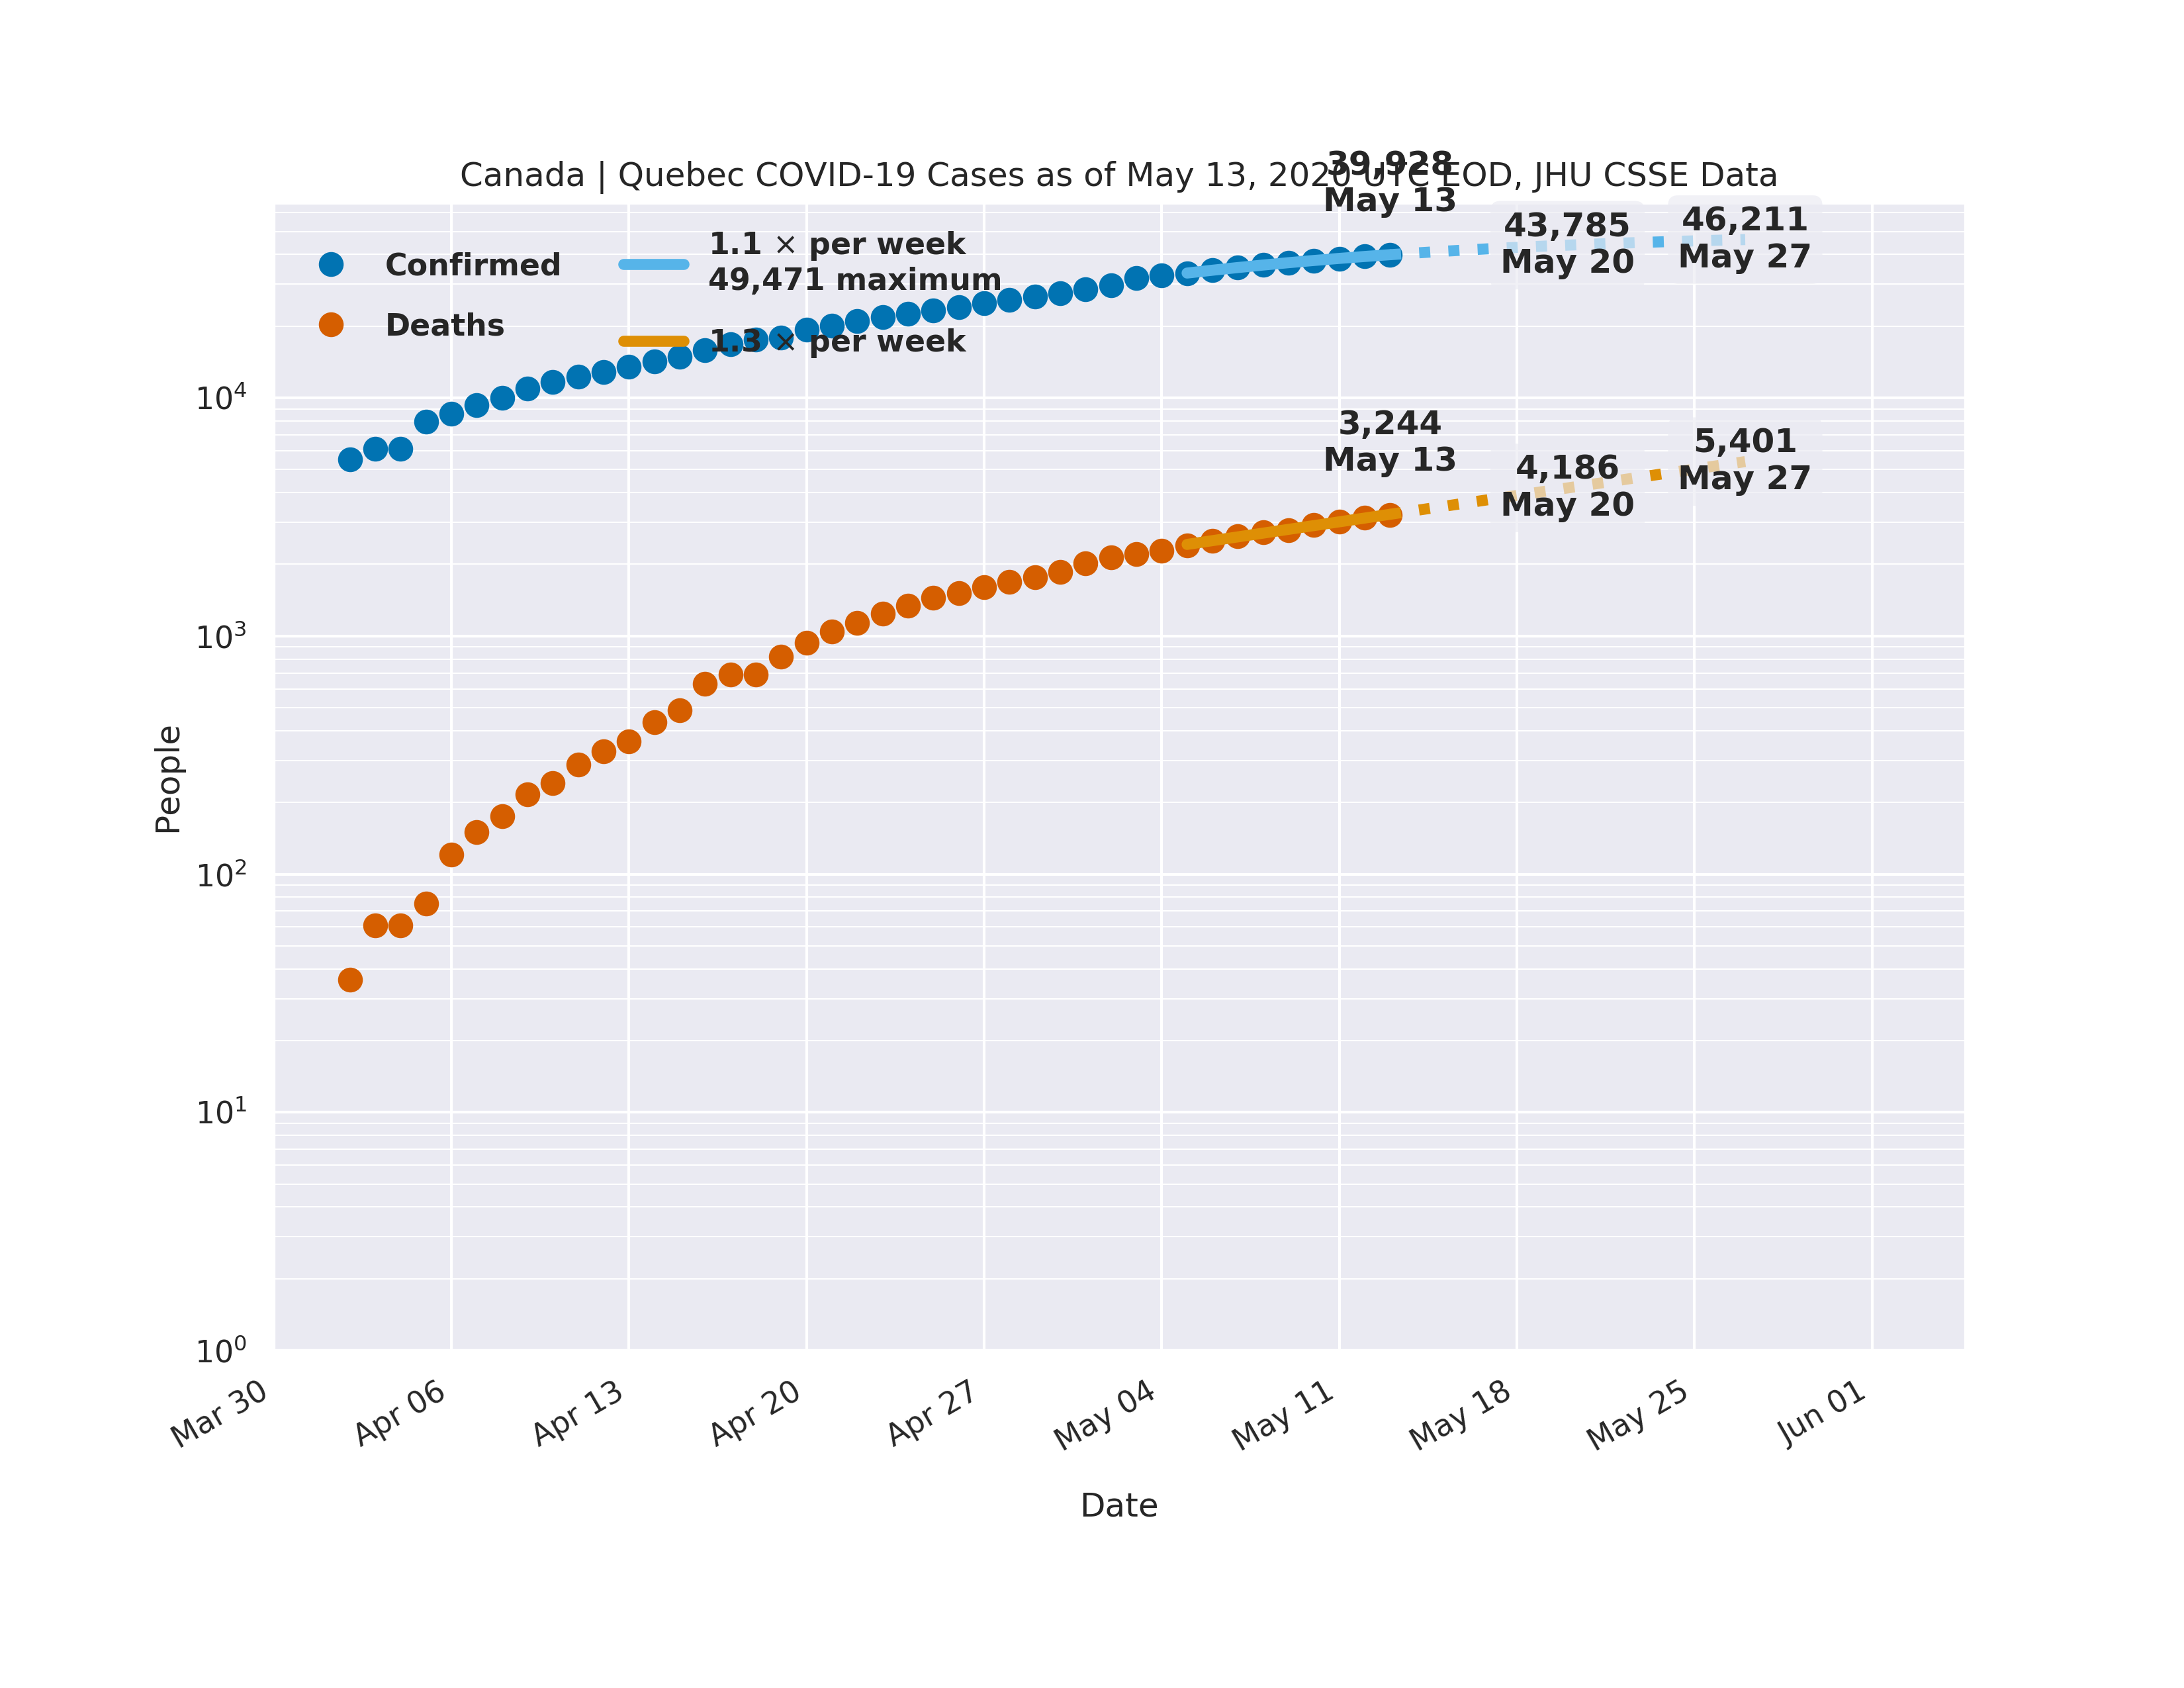 Canada | Quebec COVID-19 Cases as of May 13, 2020 UTC EOD, JHU CSSE Data
39,928
May 13
43,785
May 20
46,211
May 27
Confirmed
Deaths
1.1 × per week
49,471 maximum
1.3 × per week
3,244
May 13
4,186
May 20
5,401
May 27
People
10⁴
10³
10²
10¹
10⁰
Mar 30
Apr 06
Apr 13
Apr 20
Apr 27
May 04
May 11
May 18
May 25
Jun 01
Date